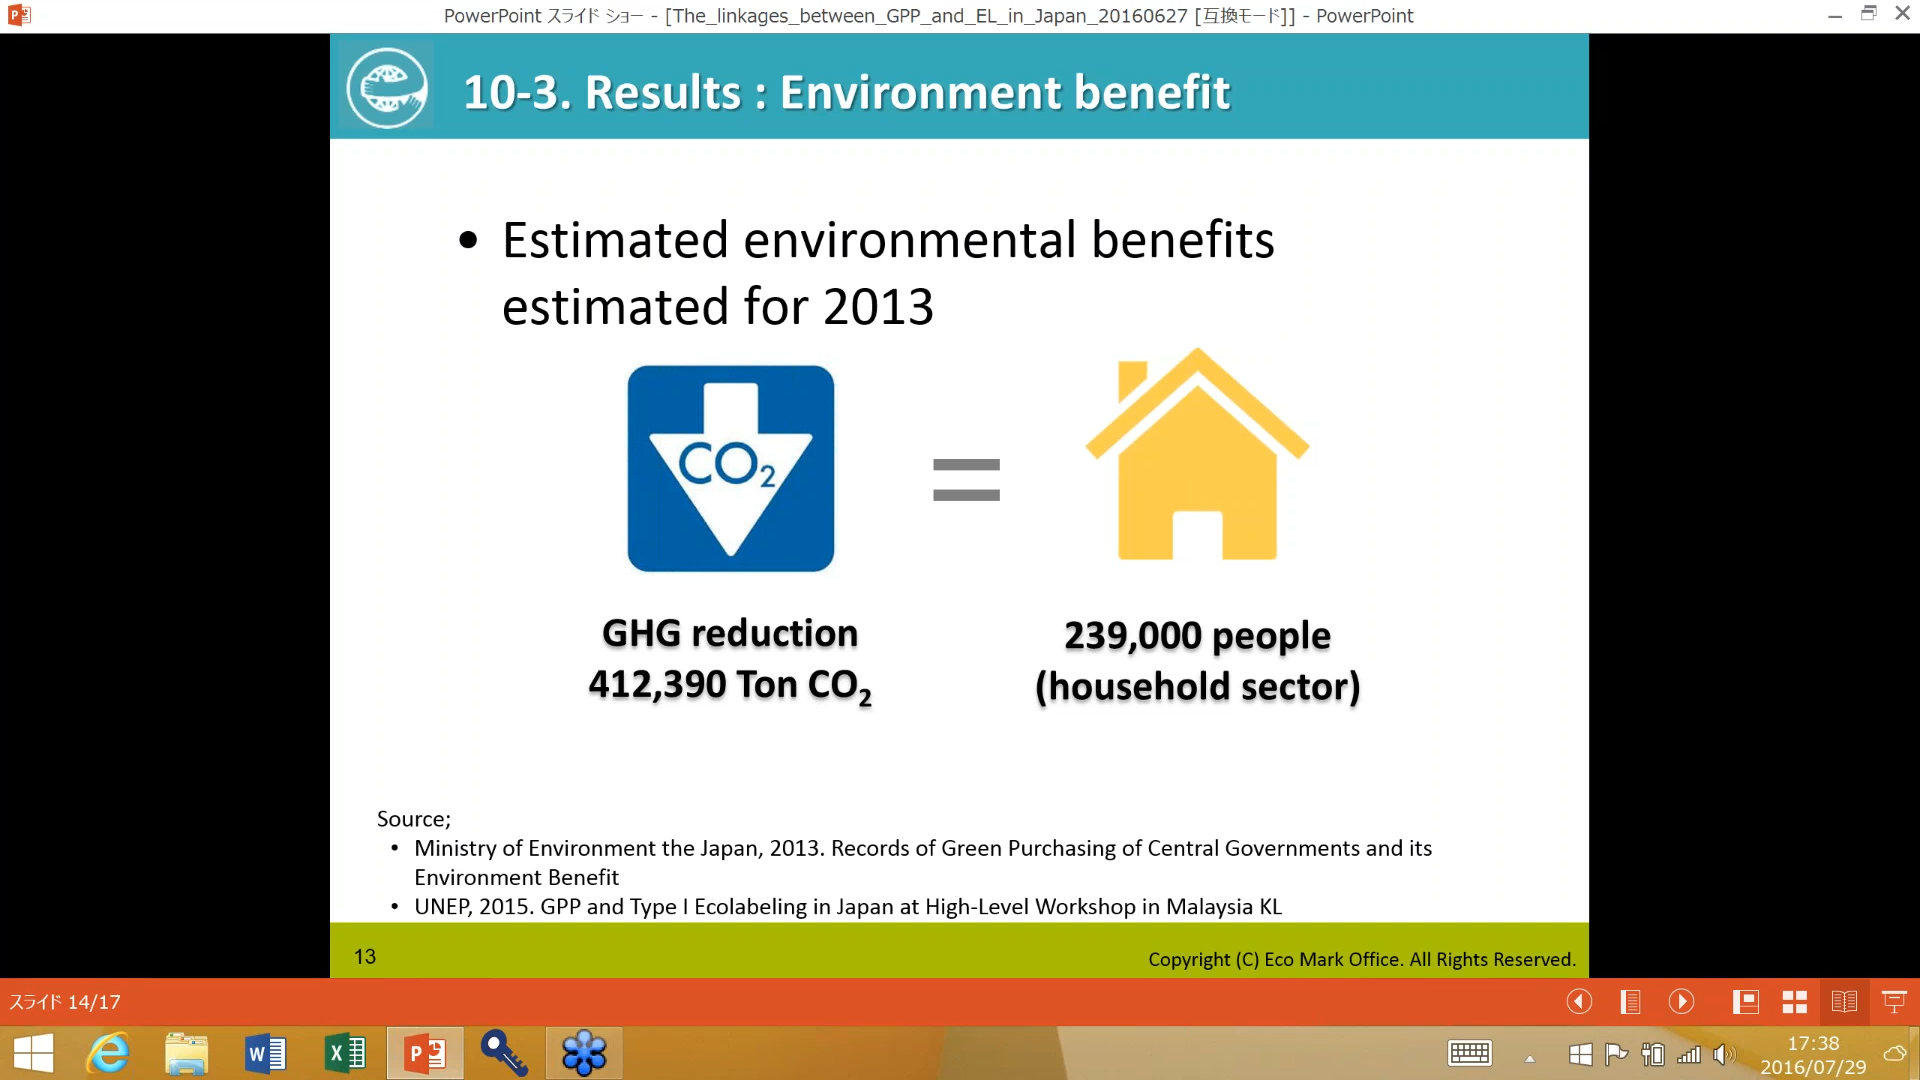 PowerPoint スライド ショー - [The_linkages_between_GPP_and_EL_in_Japan_20160627 [互換モード]] - PowerPoint
10-3. Results : Environment benefit
• Estimated environmental benefits
estimated for 2013
CO2
=
GHG reduction
412,390 Ton CO2
239,000 people
(household sector)
Source;
• Ministry of Environment the Japan, 2013. Records of Green Purchasing of Central Governments and its
Environment Benefit
• UNEP, 2015. GPP and Type I Ecolabeling in Japan at High-Level Workshop in Malaysia KL
13
Copyright (C) Eco Mark Office. All Rights Reserved.
スライド 14/17
17:38
2016/07/29